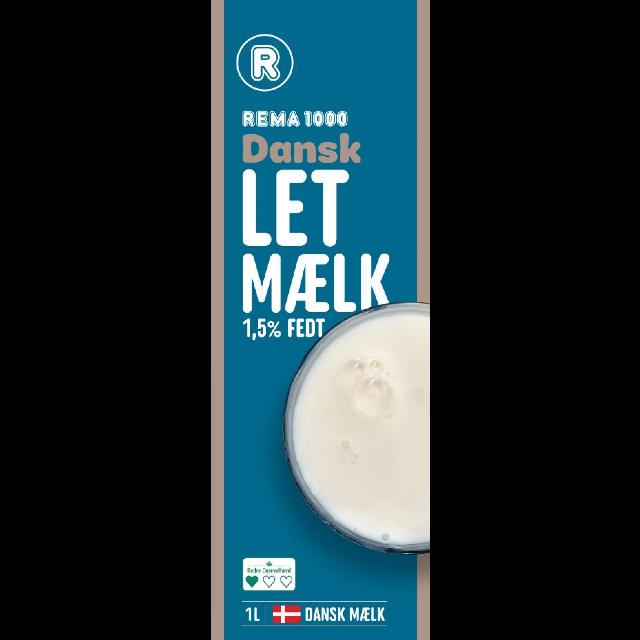 R
REMA 1000
Dansk
LET
MÆLK
1,5% FEDT
Bedre Dyrevelfærd
1L DANSK MÆLK